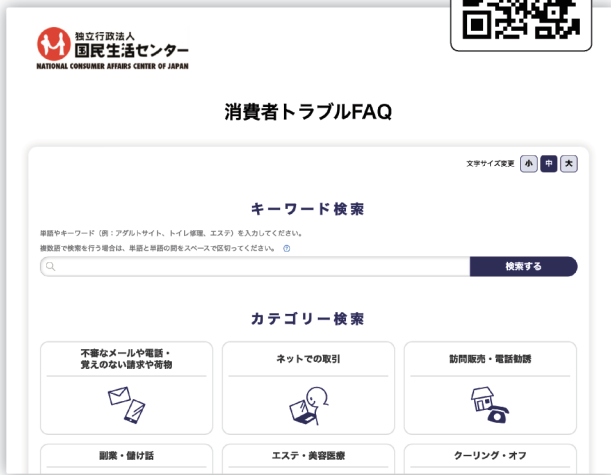 独立行政法人
国民生活センター
NATIONAL CONSUMER AFFAIRS CENTER OF JAPAN
消費者トラブルFAQ
文字サイズ変更 小 中 大
キーワード検索
単語やキーワード（例：アダルトサイト、トイレ修理、エステ）を入力してください。
複数語で検索を行う場合は、単語と単語の間をスペースで区切ってください。 ?
検索する
カテゴリー検索
不審なメールや電話・
覚えのない請求や荷物
ネットでの取引
訪問販売・電話勧誘
副業・儲け話
エステ・美容医療
クーリング・オフ